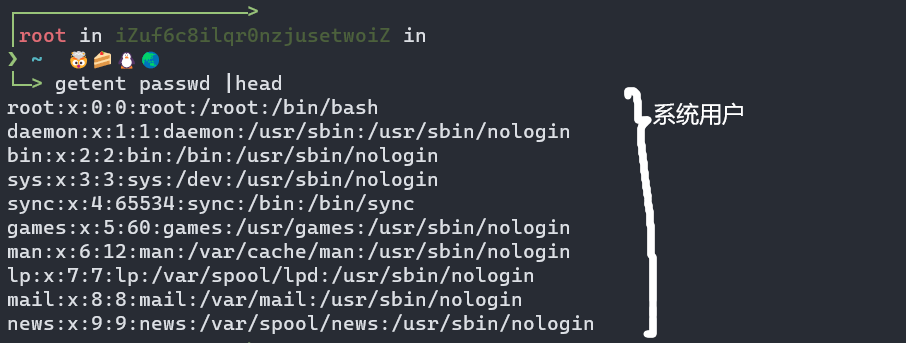 root in iZuf6c8ilqr0nzjusetwoiZ in
❯ ~ 🤯🍰🐧🌏
└─> getent passwd |head
root:x:0:0:root:/root:/bin/bash
daemon:x:1:1:daemon:/usr/sbin:/usr/sbin/nologin
bin:x:2:2:bin:/bin:/usr/sbin/nologin
sys:x:3:3:sys:/dev:/usr/sbin/nologin
sync:x:4:65534:sync:/bin:/bin/sync
games:x:5:60:games:/usr/games:/usr/sbin/nologin
man:x:6:12:man:/var/cache/man:/usr/sbin/nologin
lp:x:7:7:lp:/var/spool/lpd:/usr/sbin/nologin
mail:x:8:8:mail:/var/mail:/usr/sbin/nologin
news:x:9:9:news:/var/spool/news:/usr/sbin/nologin
系统用户